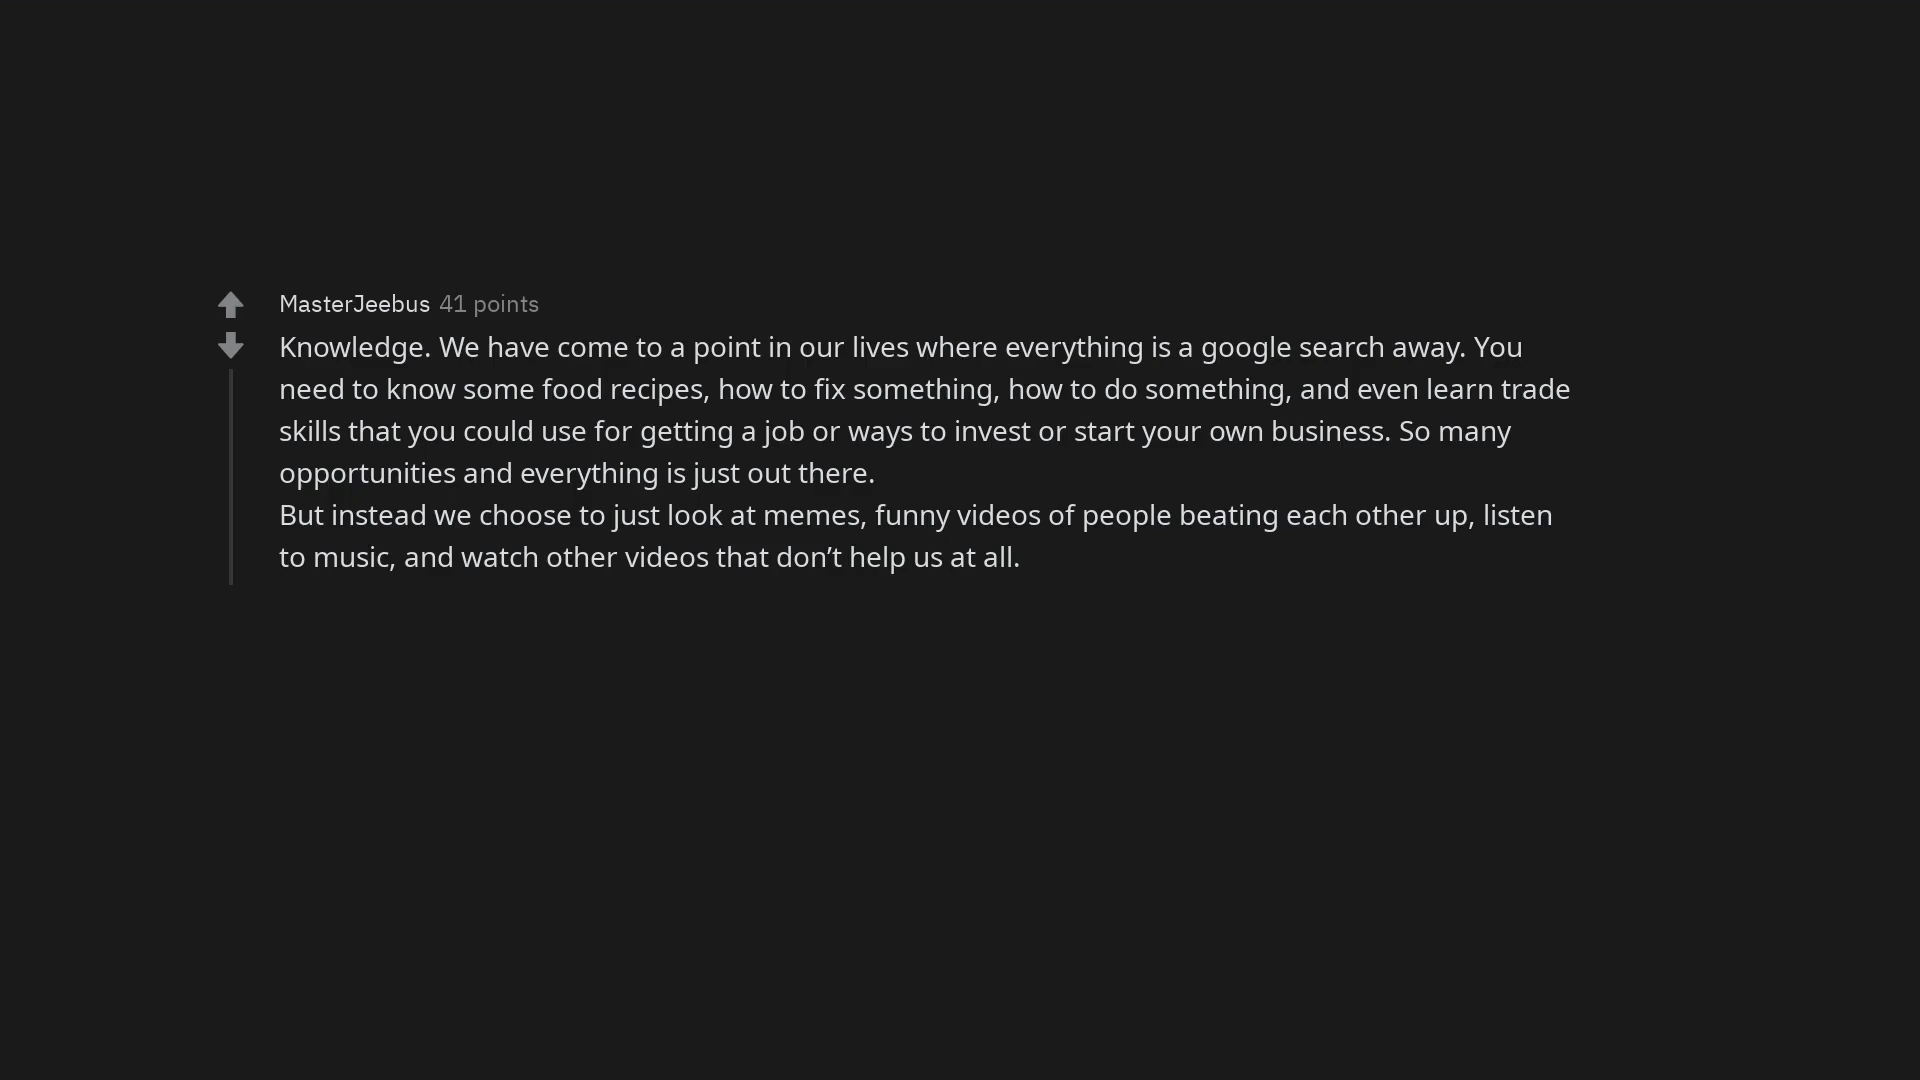 MasterJeebus 41 points
Knowledge. We have come to a point in our lives where everything is a google search away. You
need to know some food recipes, how to fix something, how to do something, and even learn trade
skills that you could use for getting a job or ways to invest or start your own business. So many
opportunities and everything is just out there.
But instead we choose to just look at memes, funny videos of people beating each other up, listen
to music, and watch other videos that don’t help us at all.